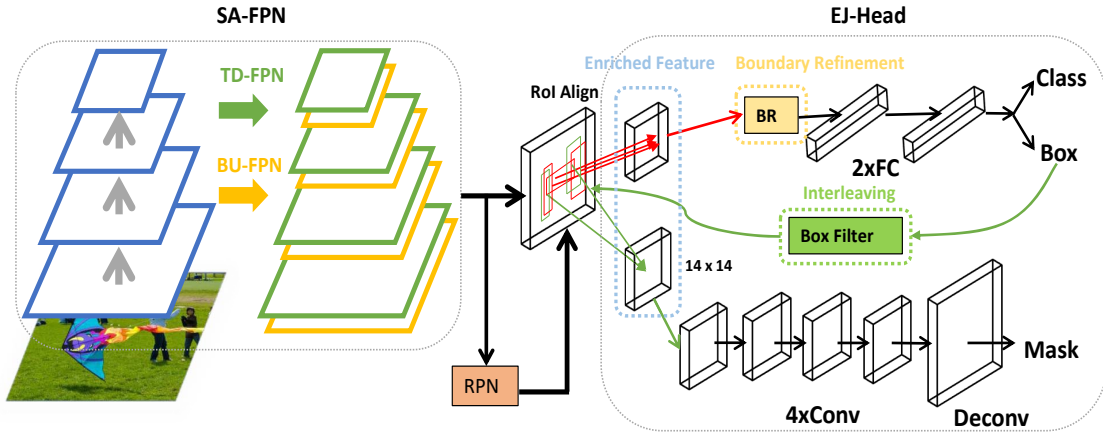 SA-FPN
EJ-Head
TD-FPN
BU-FPN
RoI Align
Enriched Feature
Boundary Refinement
BR
2xFC
Class
Box
Interleaving
Box Filter
14 x 14
RPN
4xConv
Deconv
Mask